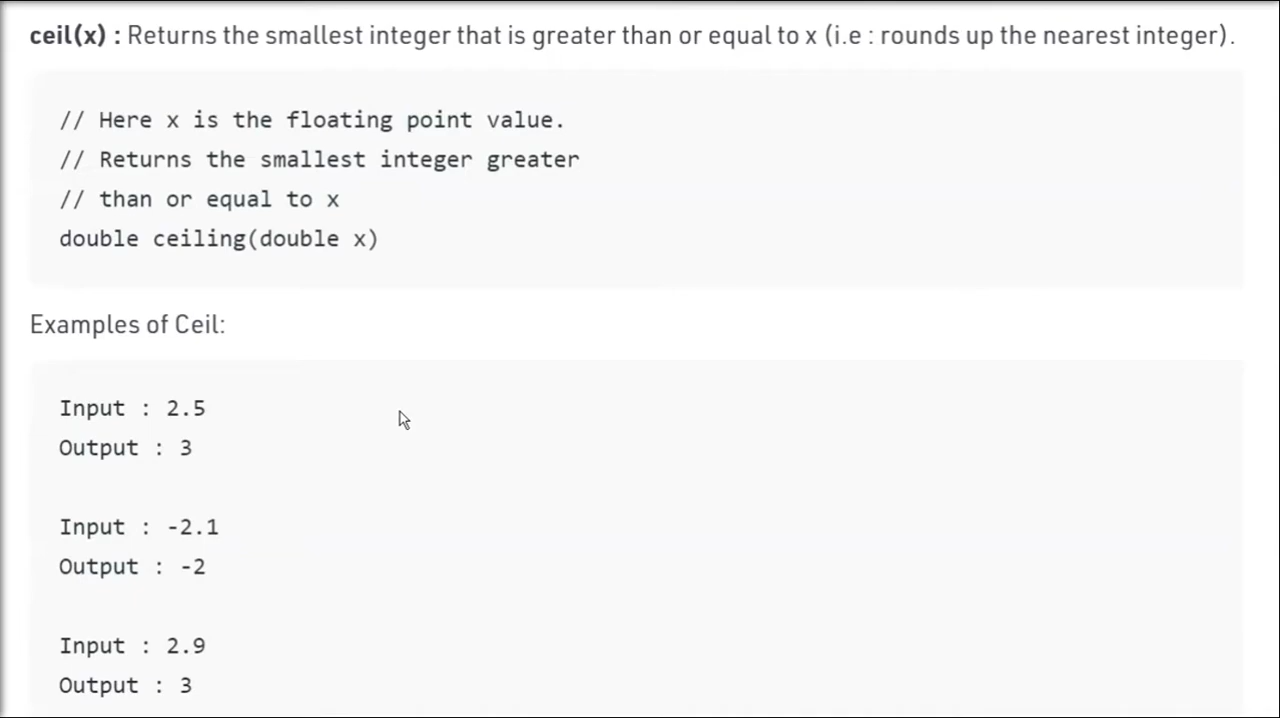 ceil(x) : Returns the smallest integer that is greater than or equal to x (i.e : rounds up the nearest integer).
// Here x is the floating point value.
// Returns the smallest integer greater
// than or equal to x
double ceiling(double x)
Examples of Ceil:
Input : 2.5
Output : 3
Input : -2.1
Output : -2
Input : 2.9
Output : 3